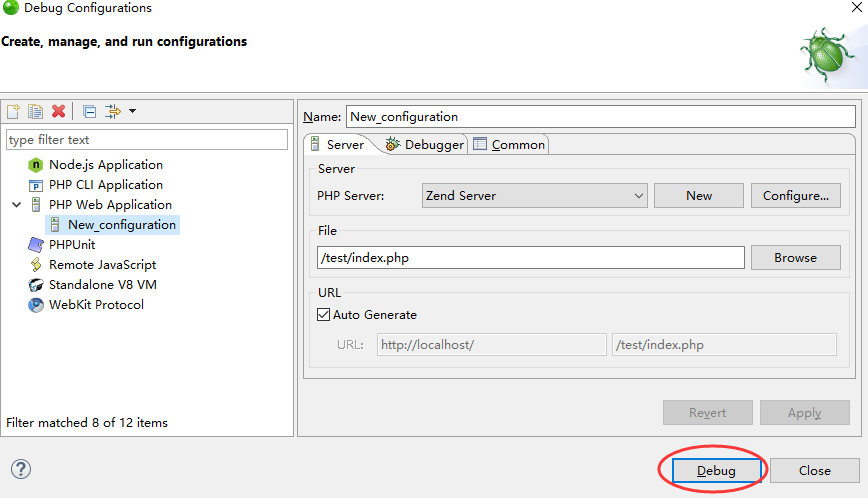 Debug Configurations
Create, manage, and run configurations
type filter text
Node.js Application
PHP CLI Application
PHP Web Application
New_configuration
PHPUnit
Remote JavaScript
Standalone V8 VM
WebKit Protocol
Filter matched 8 of 12 items
Name: New_configuration
Server Debugger Common
Server
PHP Server: Zend Server New Configure...
File
/test/index.php Browse
URL
Auto Generate
URL: http://localhost/ /test/index.php
Revert Apply
Debug Close